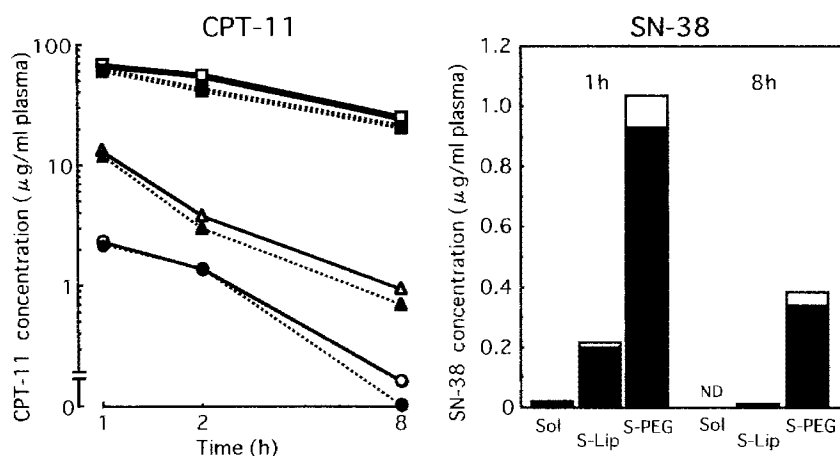 CPT-11
CPT-11 concentration (μg/ml plasma)
100
10
1
0
1
2
8
Time (h)
SN-38
SN-38 concentration (μg/ml plasma)
1.2
1.0
0.8
0.6
0.4
0.2
0
1h
8h
ND
Sol
S-Lip
S-PEG
Sol
S-Lip
S-PEG